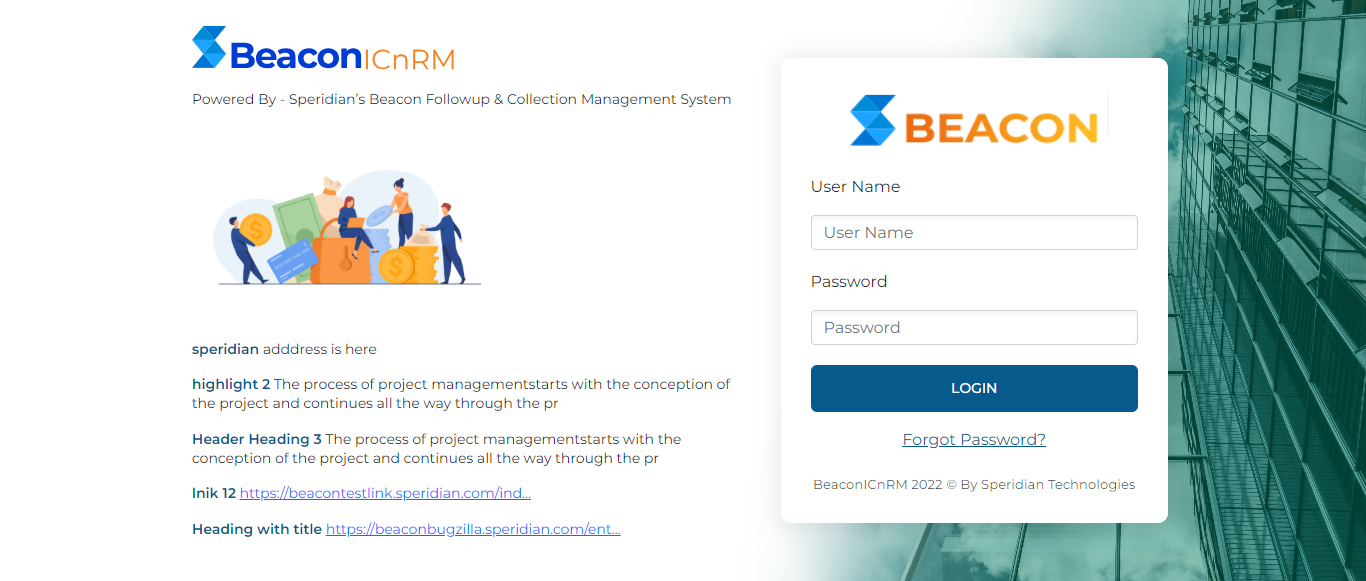 BeaconICnRM
Powered By - Speridian’s Beacon Followup & Collection Management System
speridian adddress is here
highlight 2 The process of project managementstarts with the conception of
the project and continues all the way through the pr
Header Heading 3 The process of project managementstarts with the
conception of the project and continues all the way through the pr
lnik 12 https://beacontestlink.speridian.com/ind...
Heading with title https://beaconbugzilla.speridian.com/ent...
BEACON
User Name
User Name
Password
Password
LOGIN
Forgot Password?
BeaconICnRM 2022 © By Speridian Technologies